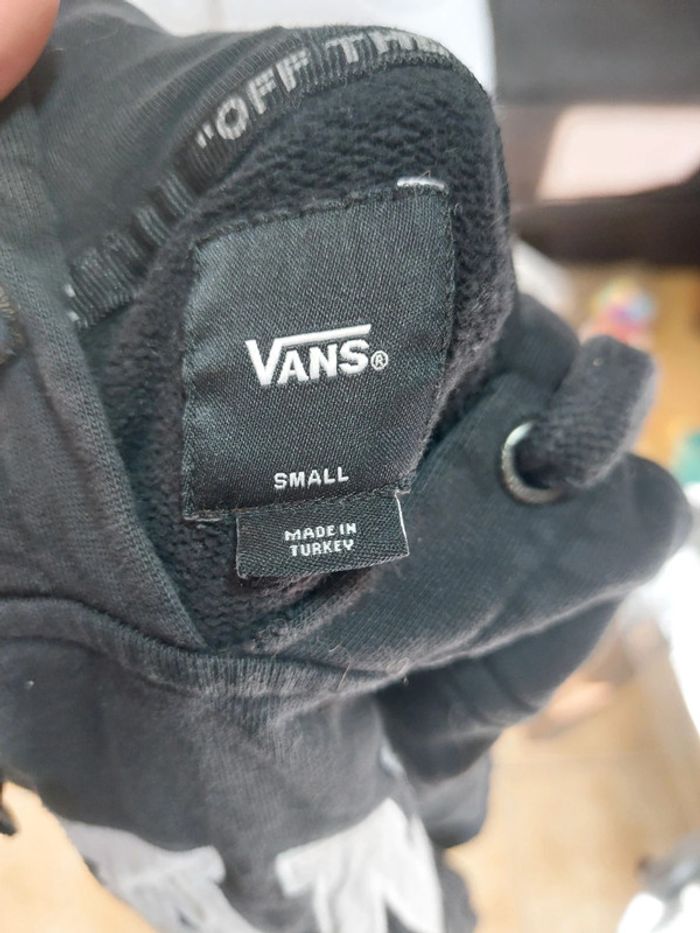 "OFF THE
VANS®
SMALL
MADE IN
TURKEY